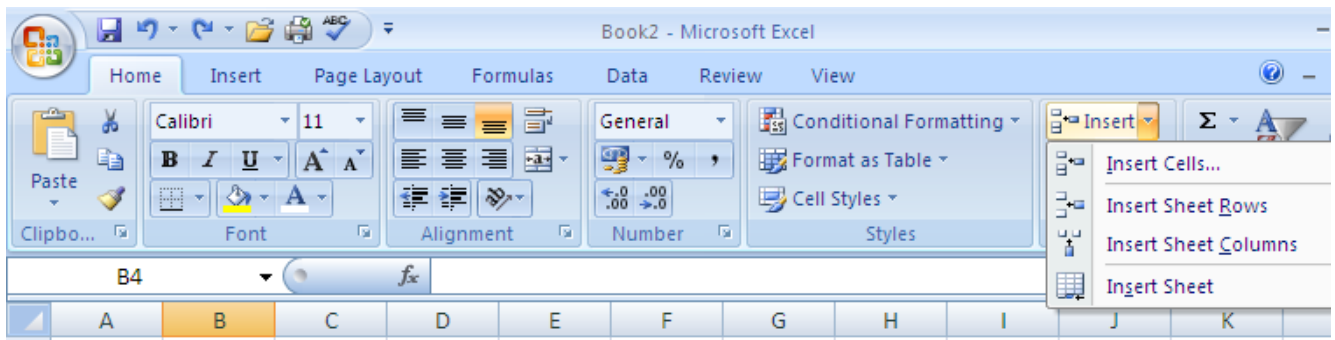 ABC
Book2 - Microsoft Excel
Home Insert Page Layout Formulas Data Review View
Calibri 11 General Conditional Formatting Insert Σ A
B I U A A % , Format as Table Insert Cells...
Paste A a .0 .00 .00 .0 Cell Styles Insert Sheet Rows
Clipbo... Font Alignment Number Styles Insert Sheet Columns
B4 fx Insert Sheet
A B C D E F G H I J K